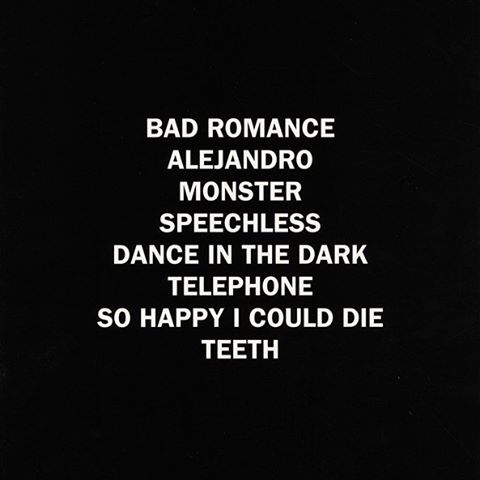 BAD ROMANCE
ALEJANDRO
MONSTER
SPEECHLESS
DANCE IN THE DARK
TELEPHONE
SO HAPPY I COULD DIE
TEETH